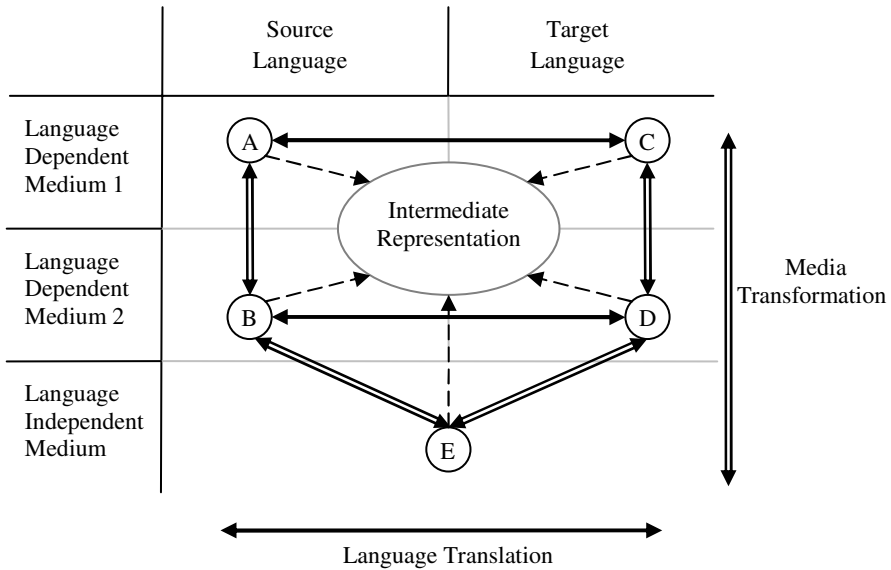 Source
Language
Target
Language
Language
Dependent
Medium 1
A
C
Intermediate
Representation
Language
Dependent
Medium 2
B
D
Media
Transformation
Language
Independent
Medium
E
Language Translation